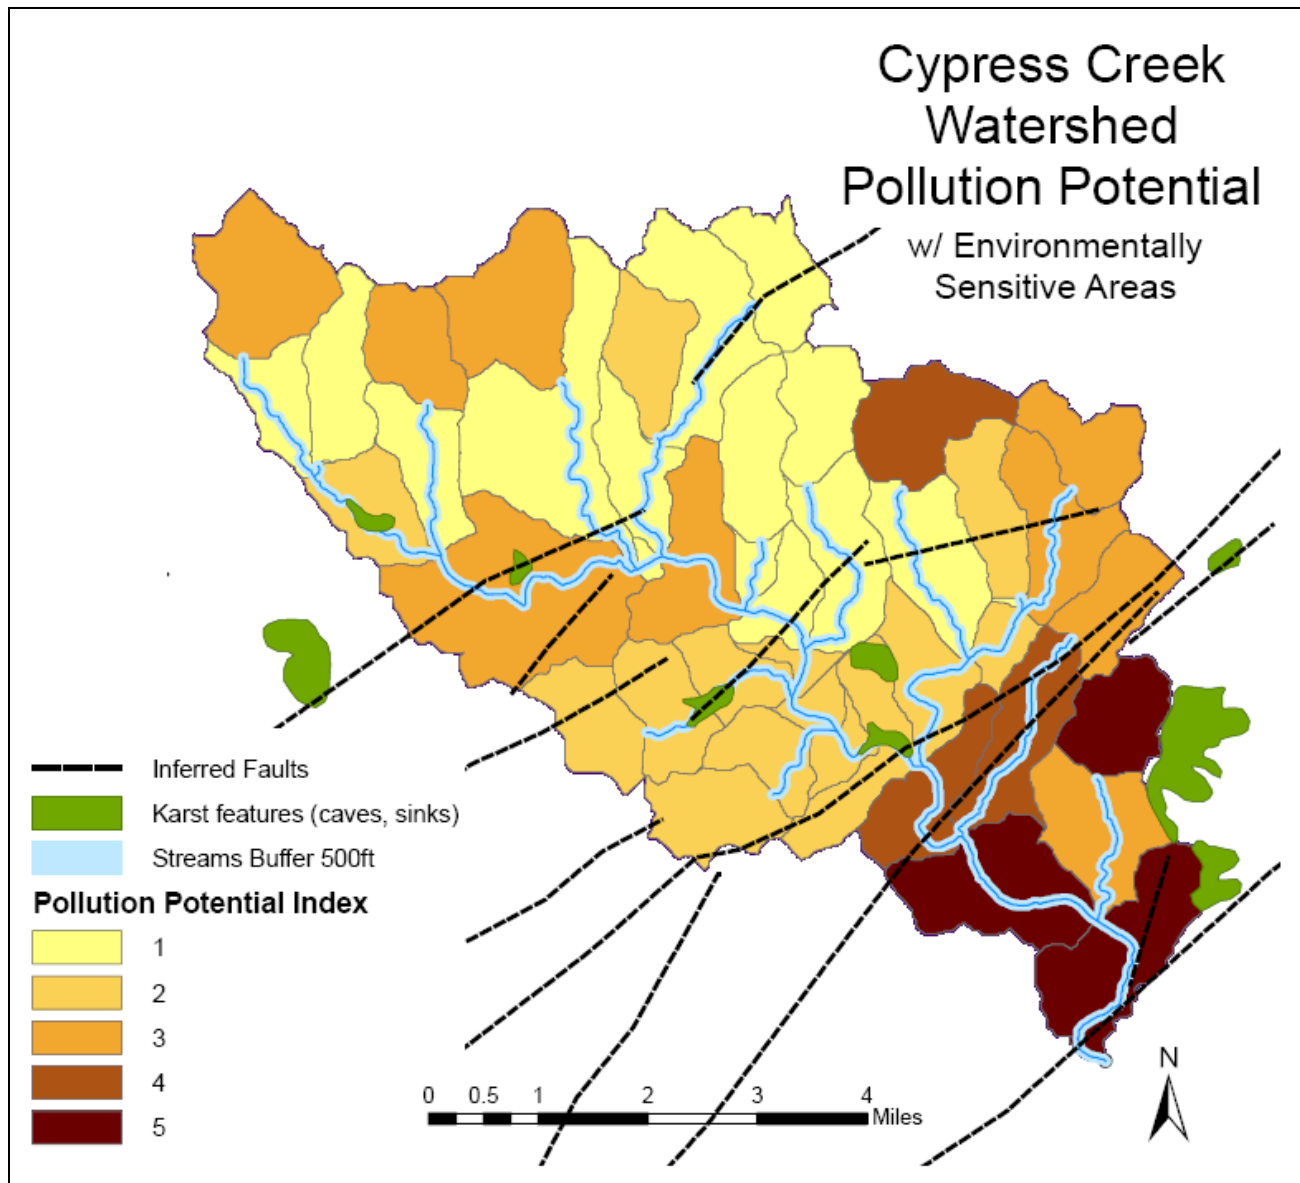 Cypress Creek
Watershed
Pollution Potential
w/ Environmentally
Sensitive Areas
Inferred Faults
Karst features (caves, sinks)
Streams Buffer 500ft
Pollution Potential Index
1
2
3
4
5
0 0.5 1 2 3 4
Miles
N